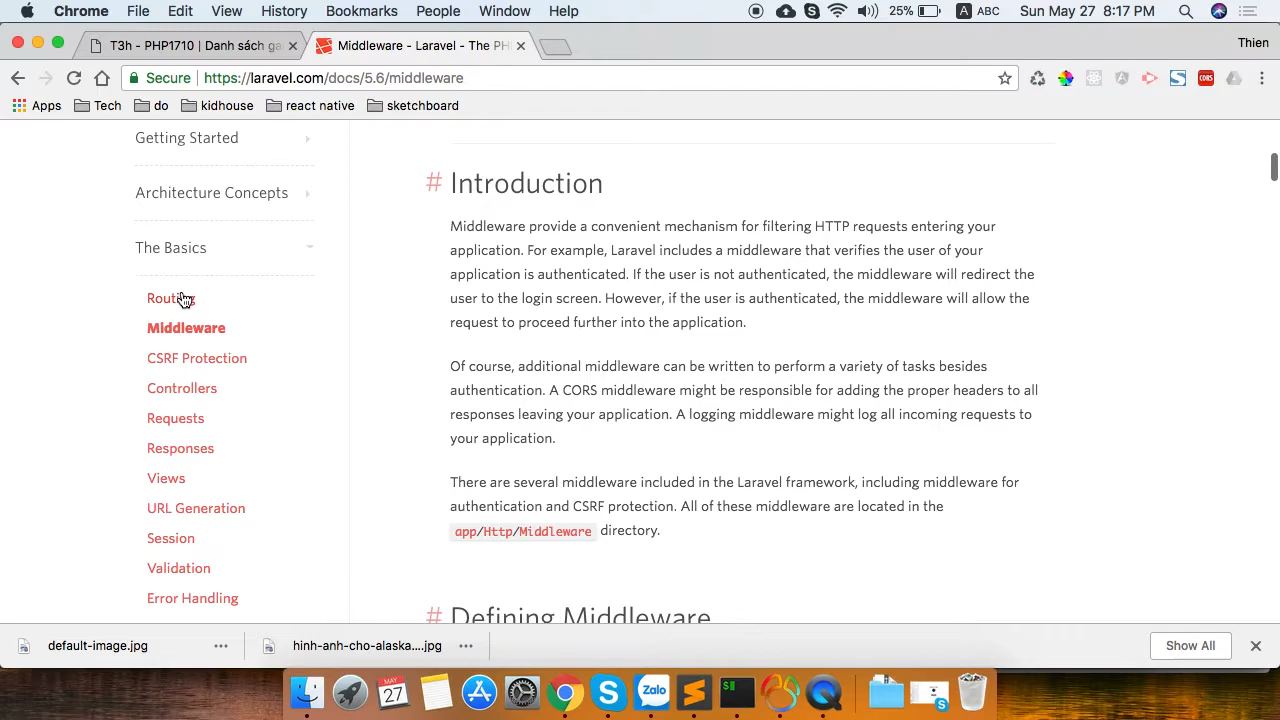 Chrome File Edit View History Bookmarks People Window Help 25% A ABC Sun May 27 8:17 PM
T3h - PHP1710 | Danh sách ga Middleware - Laravel - The PH Thien
Secure https://laravel.com/docs/5.6/middleware
Apps Tech do kidhouse react native sketchboard
Getting Started
Architecture Concepts
The Basics
Routing
Middleware
CSRF Protection
Controllers
Requests
Responses
Views
URL Generation
Session
Validation
Error Handling
# Introduction
Middleware provide a convenient mechanism for filtering HTTP requests entering your
application. For example, Laravel includes a middleware that verifies the user of your
application is authenticated. If the user is not authenticated, the middleware will redirect the
user to the login screen. However, if the user is authenticated, the middleware will allow the
request to proceed further into the application.
Of course, additional middleware can be written to perform a variety of tasks besides
authentication. A CORS middleware might be responsible for adding the proper headers to all
responses leaving your application. A logging middleware might log all incoming requests to
your application.
There are several middleware included in the Laravel framework, including middleware for
authentication and CSRF protection. All of these middleware are located in the
app/Http/Middleware directory.
# Defining Middleware
default-image.jpg hinh-anh-cho-alaska....jpg Show All
MAY
27
Zalo